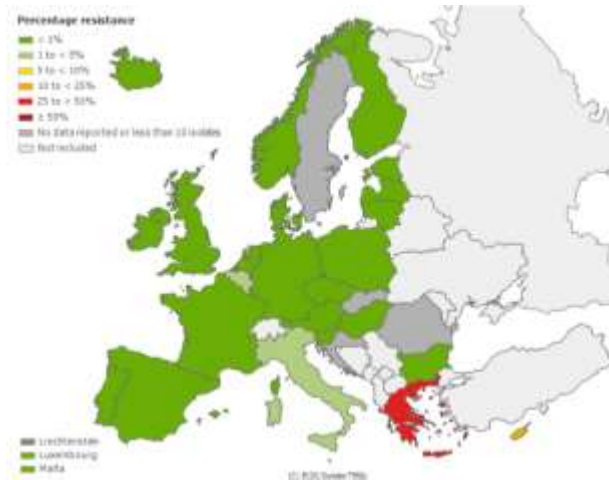 Percentage resistance
< 1%
1 to < 5%
5 to < 10%
10 to < 25%
25 to < 50%
≥ 50%
No data reported or less than 10 isolates
Not included
Liechtenstein
Luxembourg
Malta